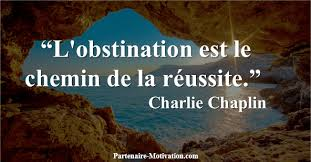 “L'obstination est le
chemin de la réussite.”
Charlie Chaplin
Partenaire-Motivation.com